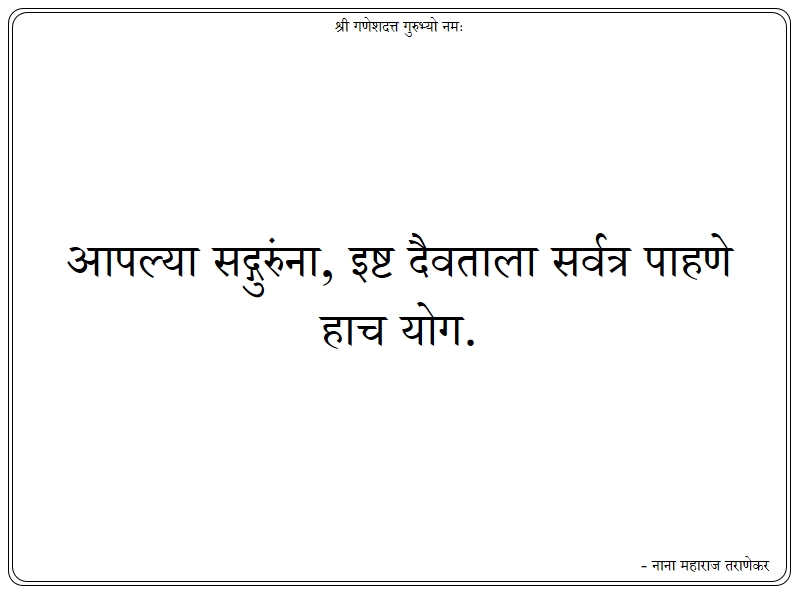 श्री गणेशदत्त गुरुभ्यो नमः
आपल्या सद्गुरुंना, इष्ट दैवताला सर्वत्र पाहणे
हाच योग.
- नाना महाराज तराणेकर